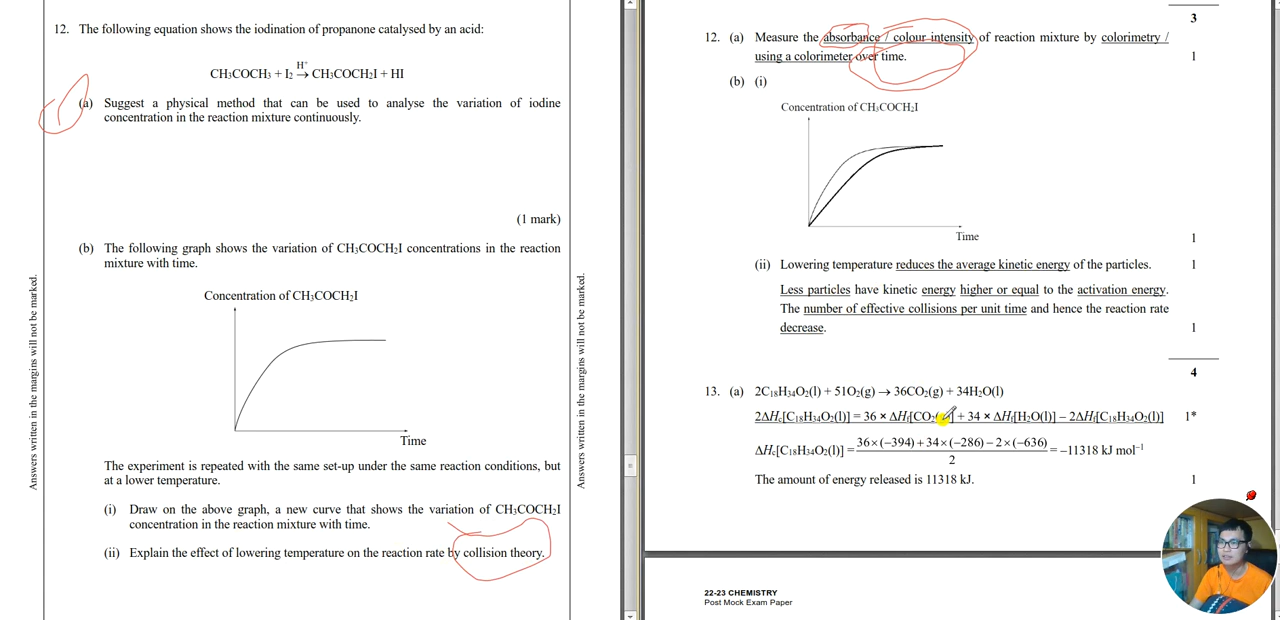 12. The following equation shows the iodination of propanone catalysed by an acid:
H⁺
CH₃COCH₃ + I₂ → CH₃COCH₂I + HI
(a) Suggest a physical method that can be used to analyse the variation of iodine
concentration in the reaction mixture continuously.
(1 mark)
(b) The following graph shows the variation of CH₃COCH₂I concentrations in the reaction
mixture with time.
Concentration of CH₃COCH₂I
Time
The experiment is repeated with the same set-up under the same reaction conditions, but
at a lower temperature.
(i) Draw on the above graph, a new curve that shows the variation of CH₃COCH₂I
concentration in the reaction mixture with time.
(ii) Explain the effect of lowering temperature on the reaction rate by collision theory.
Answers written in the margins will not be marked.
Answers written in the margins will not be marked.
3
12. (a) Measure the absorbance / colour intensity of reaction mixture by colorimetry /
using a colorimeter over time. 1
(b) (i)
Concentration of CH₃COCH₂I
Time
1
(ii) Lowering temperature reduces the average kinetic energy of the particles. 1
Less particles have kinetic energy higher or equal to the activation energy.
The number of effective collisions per unit time and hence the reaction rate
decrease. 1
4
13. (a) 2C₁₈H₃₄O₂(l) + 51O₂(g) → 36CO₂(g) + 34H₂O(l)
2ΔHc[C₁₈H₃₄O₂(l)] = 36 × ΔHf[CO₂ ] + 34 × ΔHf[H₂O(l)] − 2ΔHf[C₁₈H₃₄O₂(l)] 1*
ΔHc[C₁₈H₃₄O₂(l)] = 36×(−394) + 34×(−286) − 2×(−636) / 2 = −11318 kJ mol⁻¹
The amount of energy released is 11318 kJ. 1
22-23 CHEMISTRY
Post Mock Exam Paper